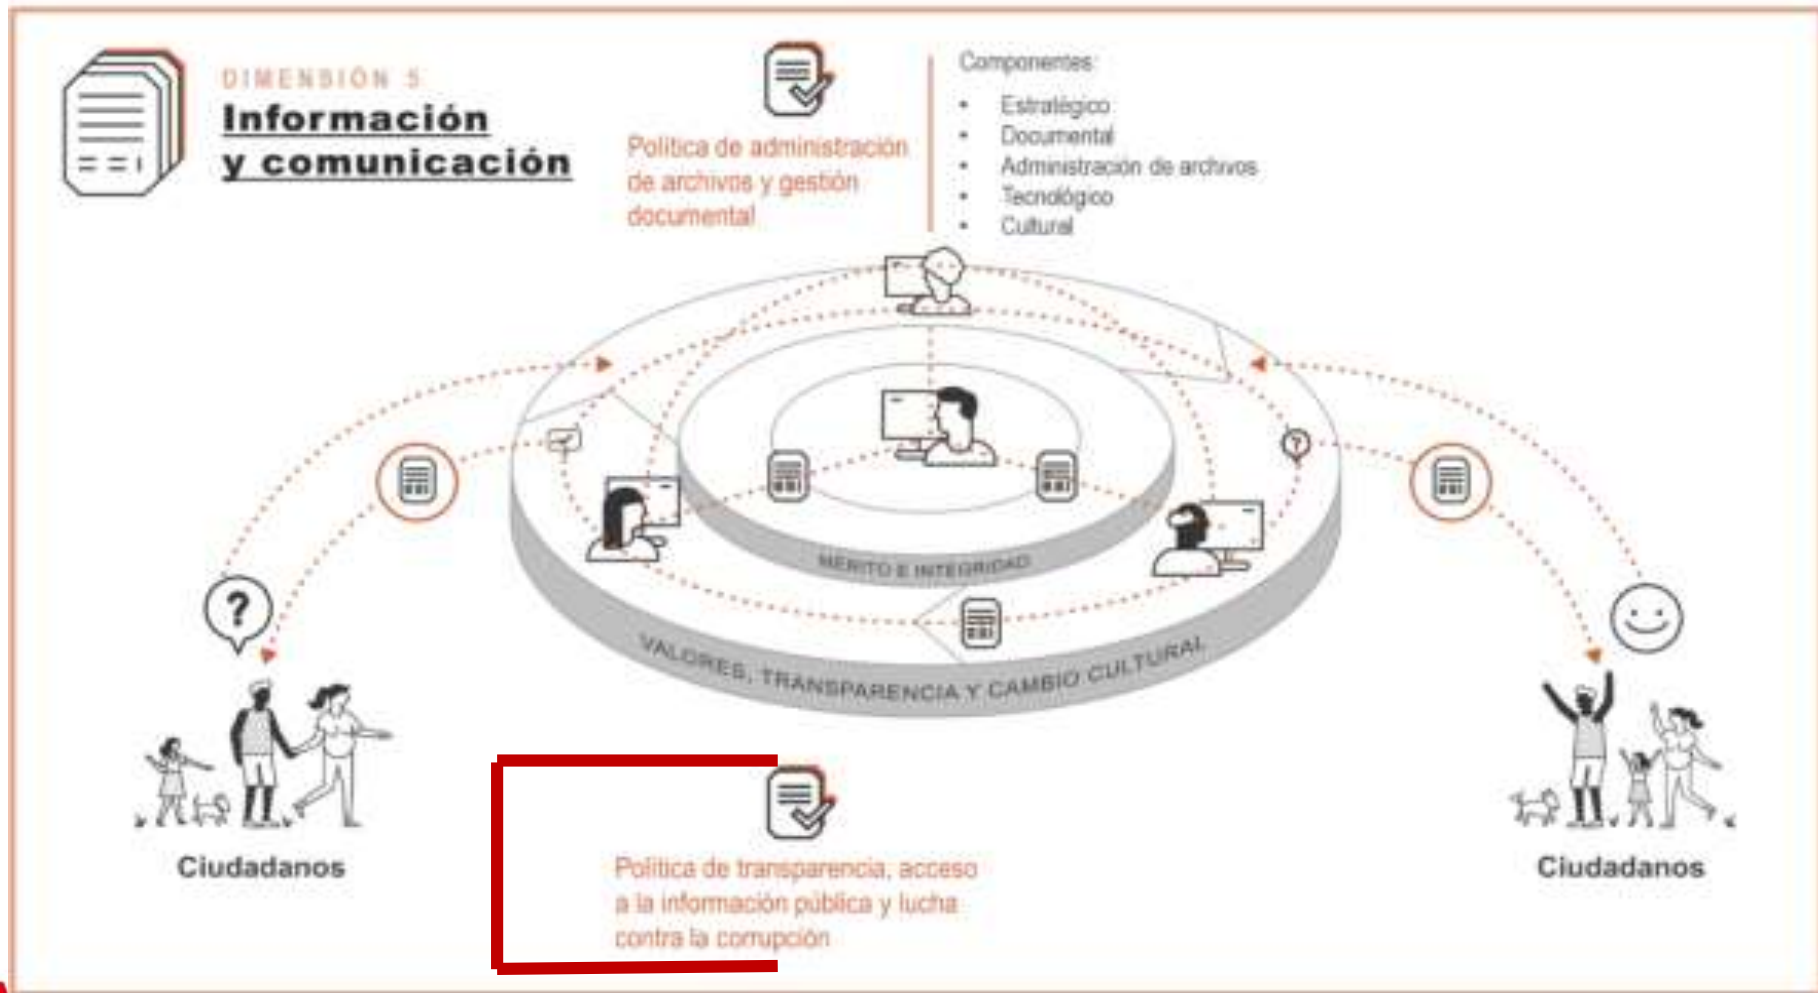 DIMENSIÓN 5
Información
y comunicación
Política de administración
de archivos y gestión
documental
Componentes:
• Estratégico
• Documental
• Administración de archivos
• Tecnológico
• Cultural
?
?
MÉRITO E INTEGRIDAD
VALORES, TRANSPARENCIA Y CAMBIO CULTURAL
Ciudadanos
Ciudadanos
Política de transparencia, acceso
a la información pública y lucha
contra la corrupción